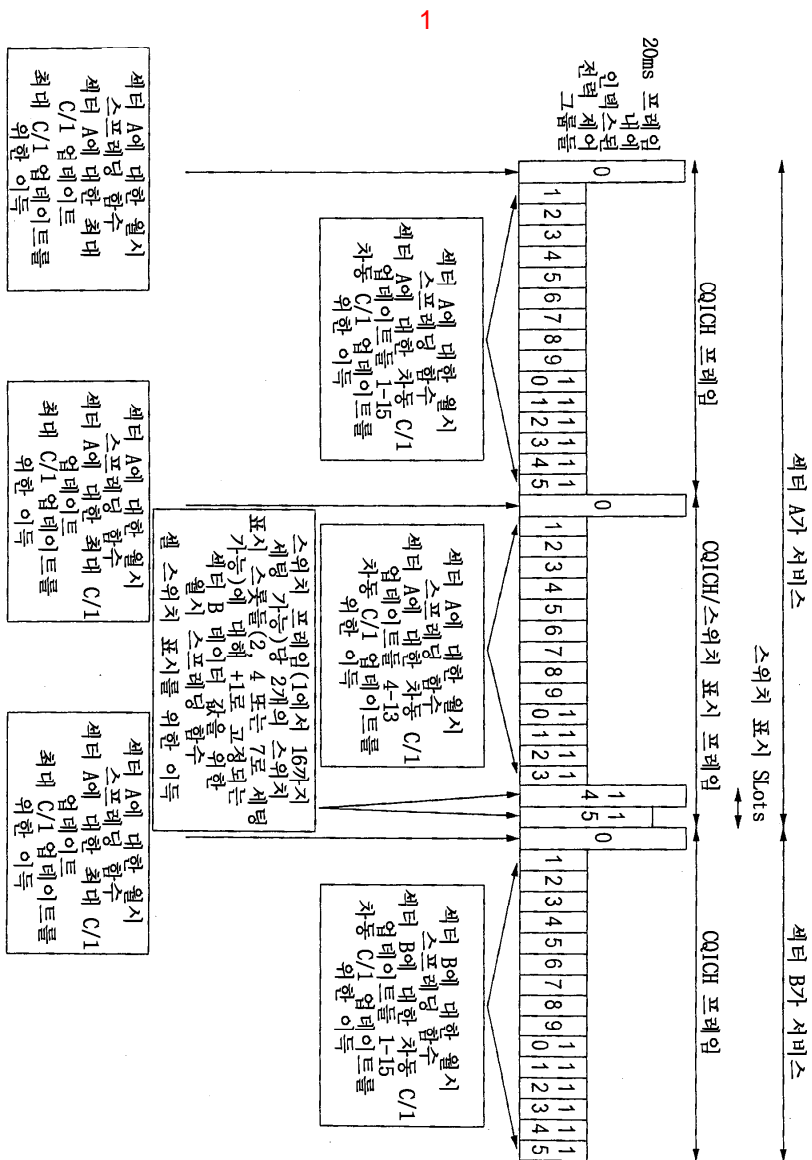 1
섹터 A가 서비스
섹터 B가 서비스
스위치 표시 SLots
CQICH 프레임
CQICH/스위치 표시 프레임
CQICH 프레임
20ms 프레임
내에
인덱스된
전력 제어
그룹들
0 1 2 3 4 5 6 7 8 9 10 11 12 13 14 15
0 1 2 3 4 5 6 7 8 9 10 11 12 13 14 15
0 1 2 3 4 5 6 7 8 9 10 11 12 13 14 15
섹터 A에 대한 월시
스프레딩 함수
섹터 A에 대한 차동 C/1
업데이트들 1-15
차동 C/1 업데이트를
위한 이득
섹터 A에 대한 월시
스프레딩 함수
섹터 A에 대한 차동 C/1
업데이트들 4-13
차동 C/1 업데이트를
위한 이득
섹터 B에 대한 월시
스프레딩 함수
섹터 B에 대한 차동 C/1
업데이트들 1-15
차동 C/1 업데이트를
위한 이득
스위치 프레임(1에서 16까지
세팅 가능)당 2개의 스위치
표시 스롯들(2, 4 또는 7로 세팅
가능)에 대해, +1로 고정되는
섹터 B 데이터 값을 위한
월시 스프레딩 함수
셀 스위치 표시를 위한 이득
섹터 A에 대한 월시
스프레딩 함수
섹터 A에 대한 최대
C/1 업데이트
최대 C/1 업데이트를
위한 이득
섹터 A에 대한 월시
스프레딩 함수
섹터 A에 대한 최대 C/1
업데이트
최대 C/1 업데이트를
위한 이득
섹터 A에 대한 월시
스프레딩 함수
섹터 A에 대한 최대 C/1
업데이트
최대 C/1 업데이트를
위한 이득